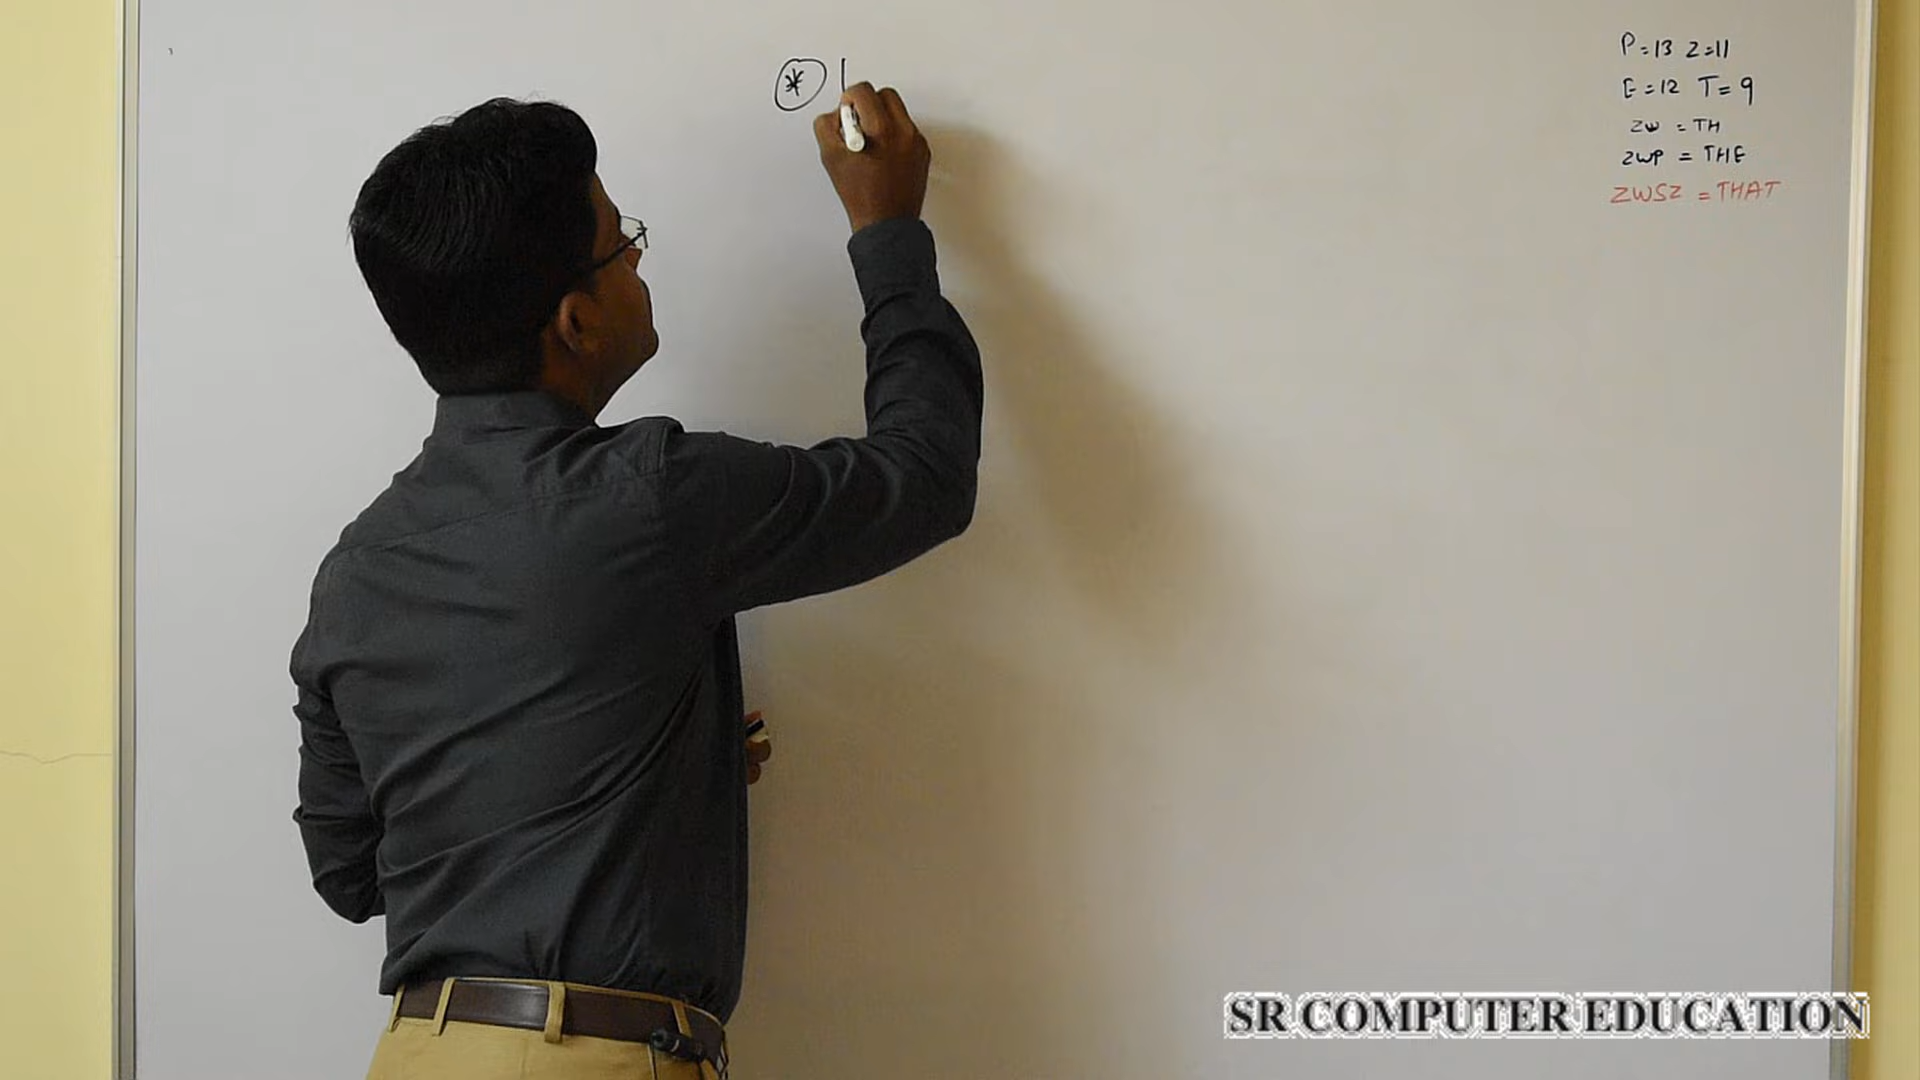 *
P=13 Z=11
E=12 T=9
ZW = TH
ZWP = THE
ZWSZ = THAT
SR COMPUTER EDUCATION